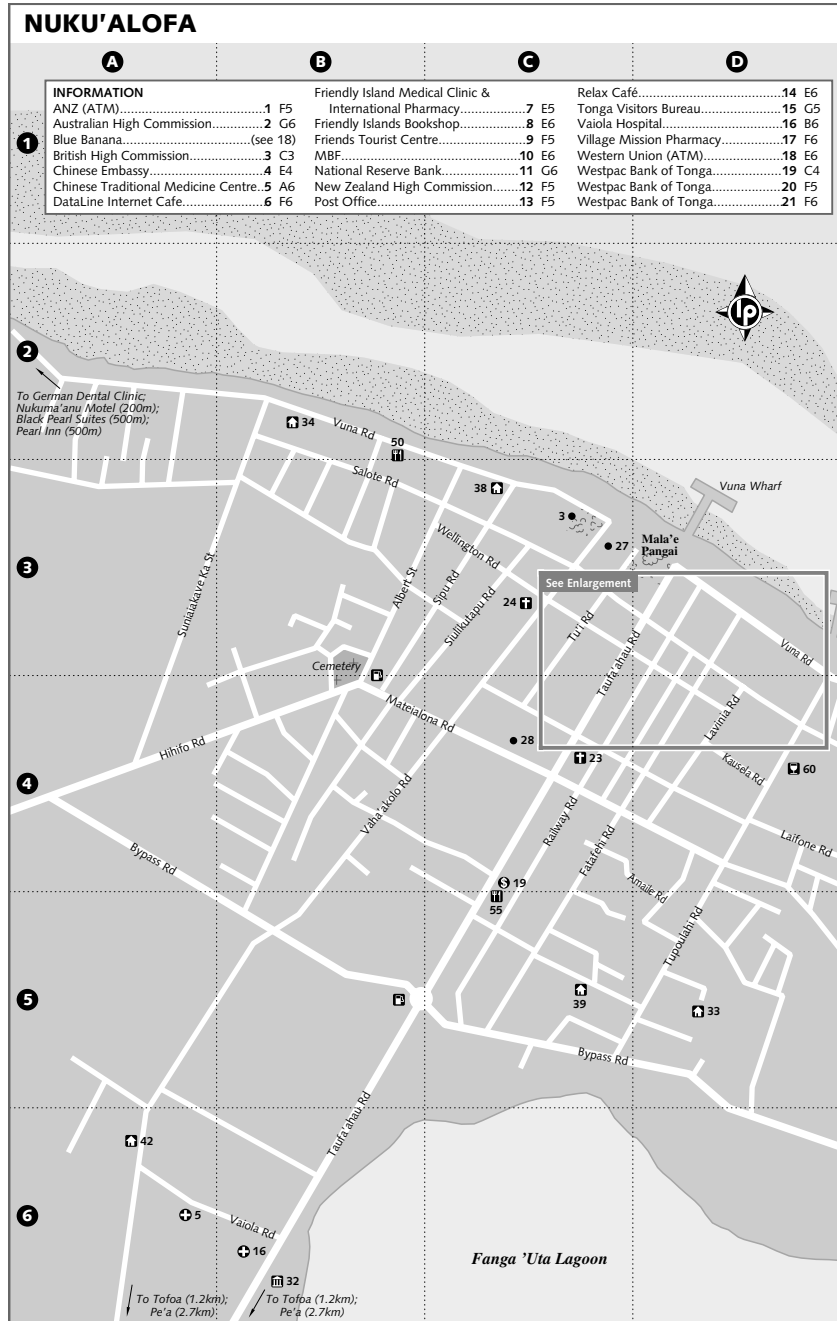 NUKU'ALOFA
A B C D
INFORMATION
ANZ (ATM)..............................1 F5
Australian High Commission..............2 G6
Blue Banana.....................(see 18)
British High Commission................3 C3
Chinese Embassy........................4 E4
Chinese Traditional Medicine Centre..5 A6
DataLine Internet Cafe..................6 F6
Friendly Island Medical Clinic &
International Pharmacy..................7 E5
Friendly Islands Bookshop..............8 E6
Friends Tourist Centre..................9 F5
MBF....................................10 E6
National Reserve Bank..................11 G6
New Zealand High Commission........12 F5
Post Office.............................13 F5
Relax Café..............................14 E6
Tonga Visitors Bureau..................15 G5
Vaiola Hospital.........................16 B6
Village Mission Pharmacy...............17 F6
Western Union (ATM)...................18 E6
Westpac Bank of Tonga.................19 C4
Westpac Bank of Tonga.................20 F5
Westpac Bank of Tonga.................21 F6
1
lp
2
To German Dental Clinic;
Nukuma'anu Motel (200m);
Black Pearl Suites (500m);
Pearl Inn (500m)
34
Vuna Rd
50
Salote Rd
38
Vuna Wharf
3
27
Mala'e
Pangai
Wellington Rd
3
See Enlargement
Suniaiakave Ka St
Albert St
Sipu Rd
Siulikutapu Rd
24
Tu'i Rd
Taufa'ahau Rd
Vuna Rd
Cemetery
Lavinia Rd
Mateialona Rd
28
Hihifo Rd
23
Kausela Rd
60
4
Vaha'akolo Rd
Railway Rd
Fatafehi Rd
Laifone Rd
Bypass Rd
19
55
Amaile Rd
Tupoulahi Rd
5
39
33
Bypass Rd
Taufa'ahau Rd
42
6
5
Vaiola Rd
16
Fanga 'Uta Lagoon
32
To Tofoa (1.2km);
Pe'a (2.7km)
To Tofoa (1.2km);
Pe'a (2.7km)